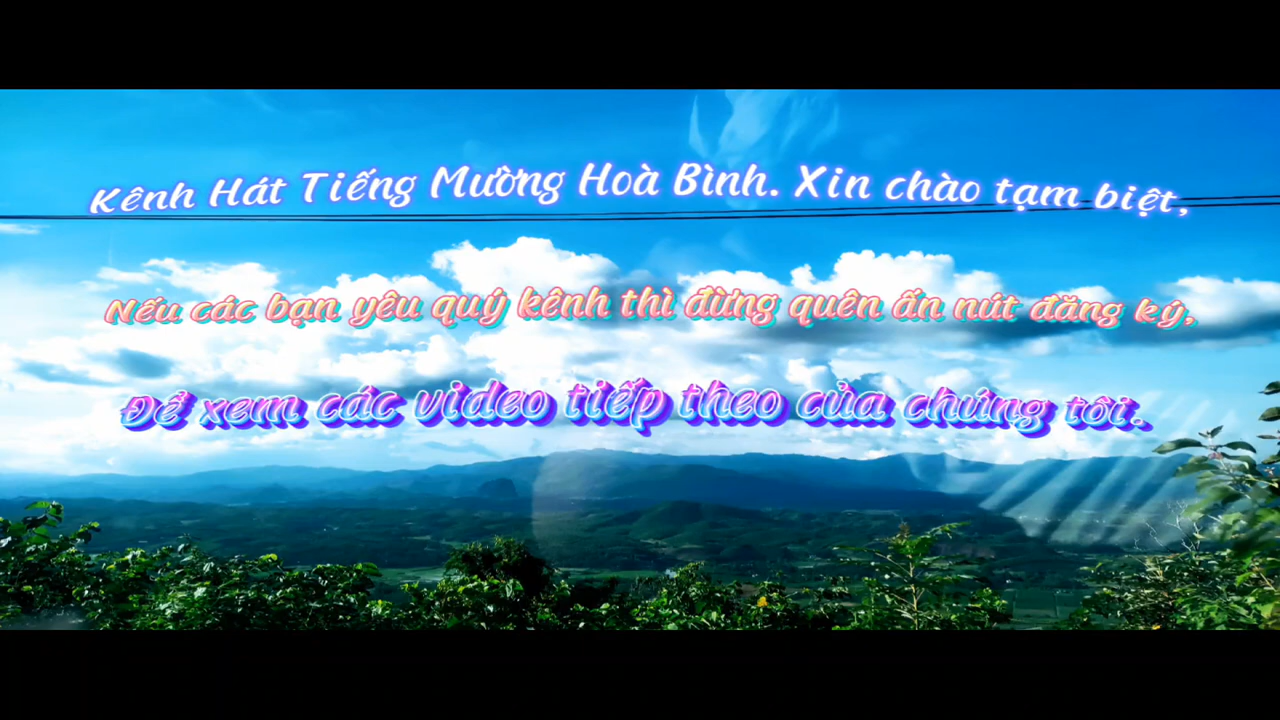 Kênh Hát Tiếng Mường Hoà Bình. Xin chào tạm biệt,
Nếu các bạn yêu quý kênh thì đừng quên ấn nút đăng ký,
Để xem các video tiếp theo của chúng tôi.